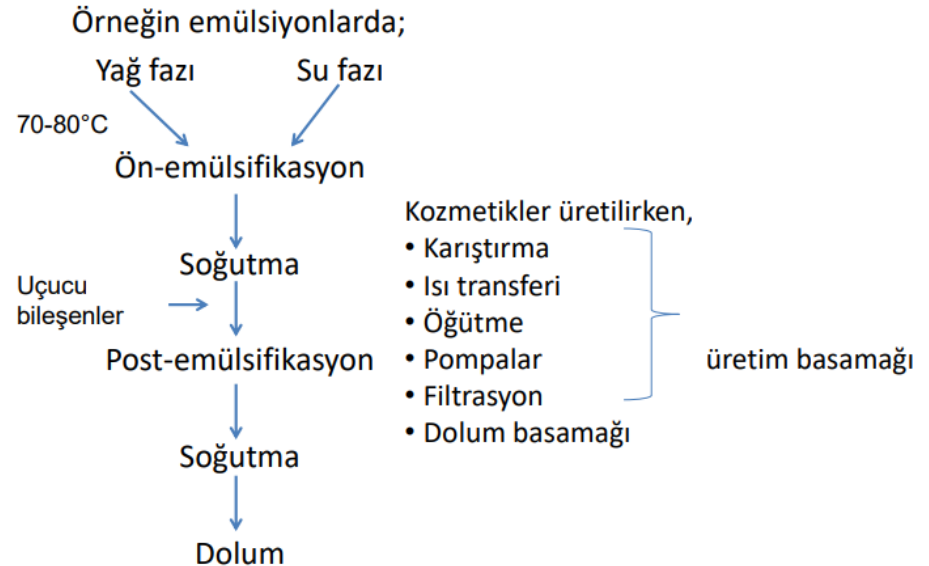 Örneğin emülsiyonlarda;
Yağ fazı
Su fazı
70-80°C
Ön-emülsifikasyon
Soğutma
Uçucu
bileşenler
Post-emülsifikasyon
Soğutma
Dolum
Kozmetikler üretilirken,
• Karıştırma
• Isı transferi
• Öğütme
• Pompalar
• Filtrasyon
• Dolum basamağı
üretim basamağı